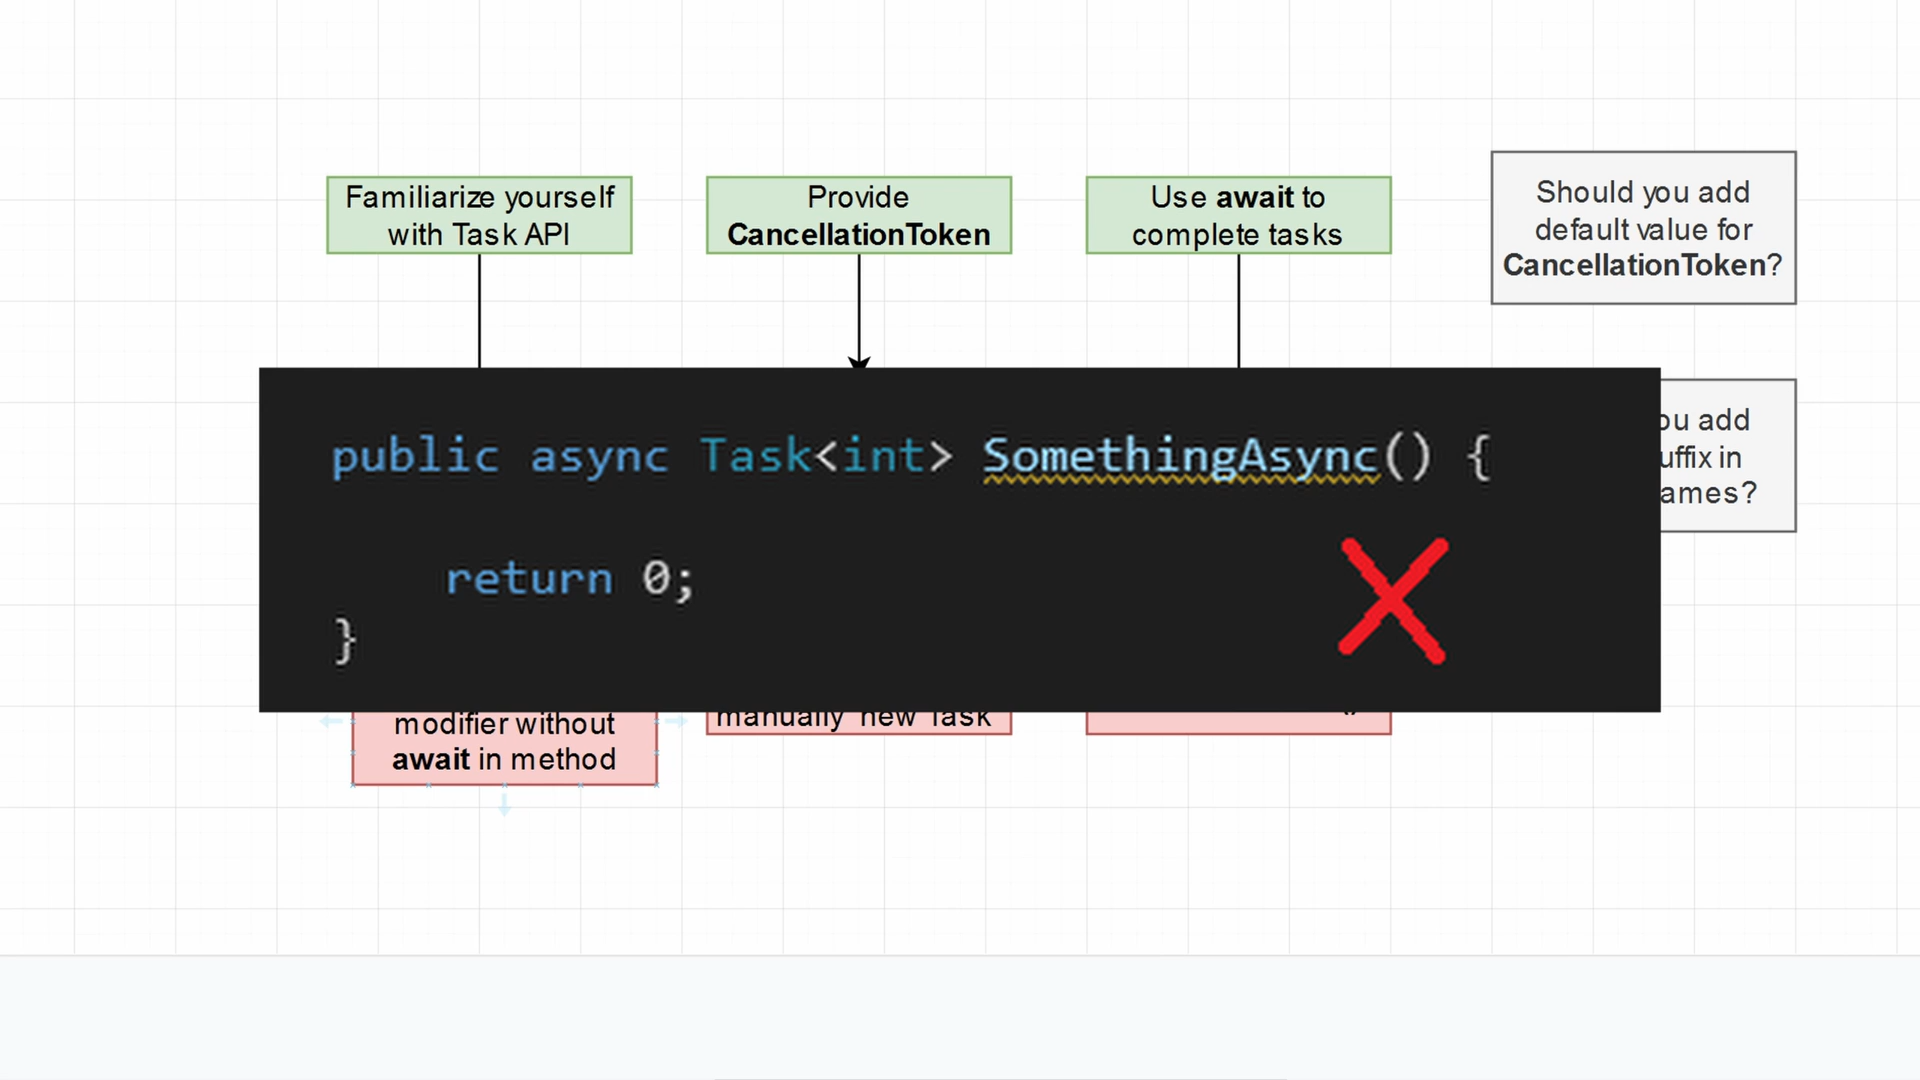 Familiarize yourself
with Task API
Provide
CancellationToken
Use await to
complete tasks
Should you add
default value for
CancellationToken?
public async Task<int> SomethingAsync() {
return 0;
}
ou add
uffix in
ames?
modifier without
await in method
manually new Task